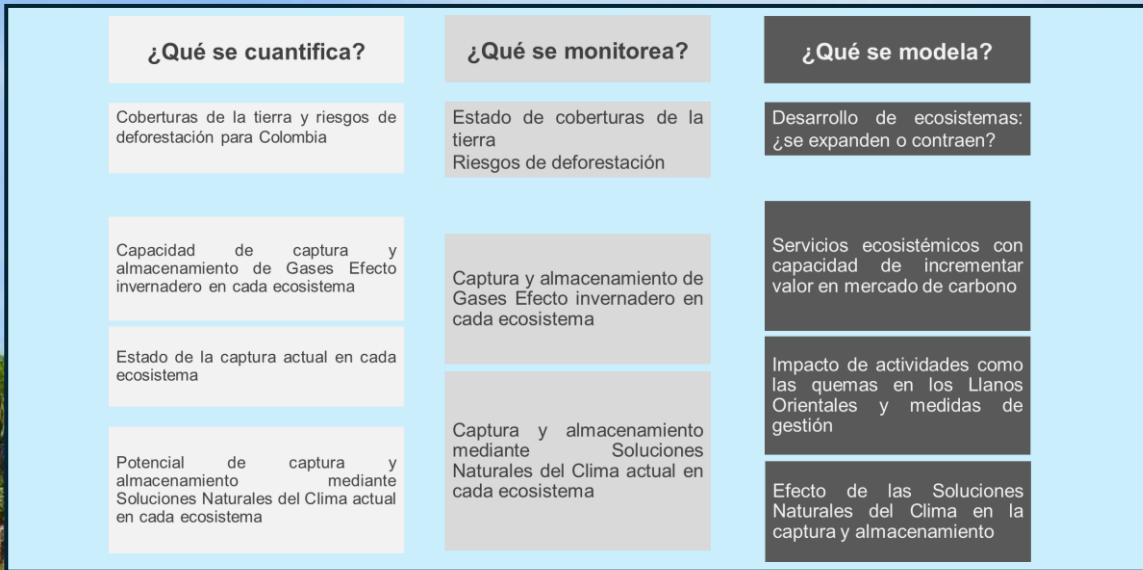 ¿Qué se cuantifica?
Coberturas de la tierra y riesgos de
deforestación para Colombia
Capacidad de captura y
almacenamiento de Gases Efecto
invernadero en cada ecosistema
Estado de la captura actual en cada
ecosistema
Potencial de captura y
almacenamiento mediante
Soluciones Naturales del Clima actual
en cada ecosistema
¿Qué se monitorea?
Estado de coberturas de la
tierra
Riesgos de deforestación
Captura y almacenamiento de
Gases Efecto invernadero en
cada ecosistema
Captura y almacenamiento
mediante Soluciones
Naturales del Clima actual en
cada ecosistema
¿Qué se modela?
Desarrollo de ecosistemas:
¿se expanden o contraen?
Servicios ecosistémicos con
capacidad de incrementar
valor en mercado de carbono
Impacto de actividades como
las quemas en los Llanos
Orientales y medidas de
gestión
Efecto de las Soluciones
Naturales del Clima en la
captura y almacenamiento